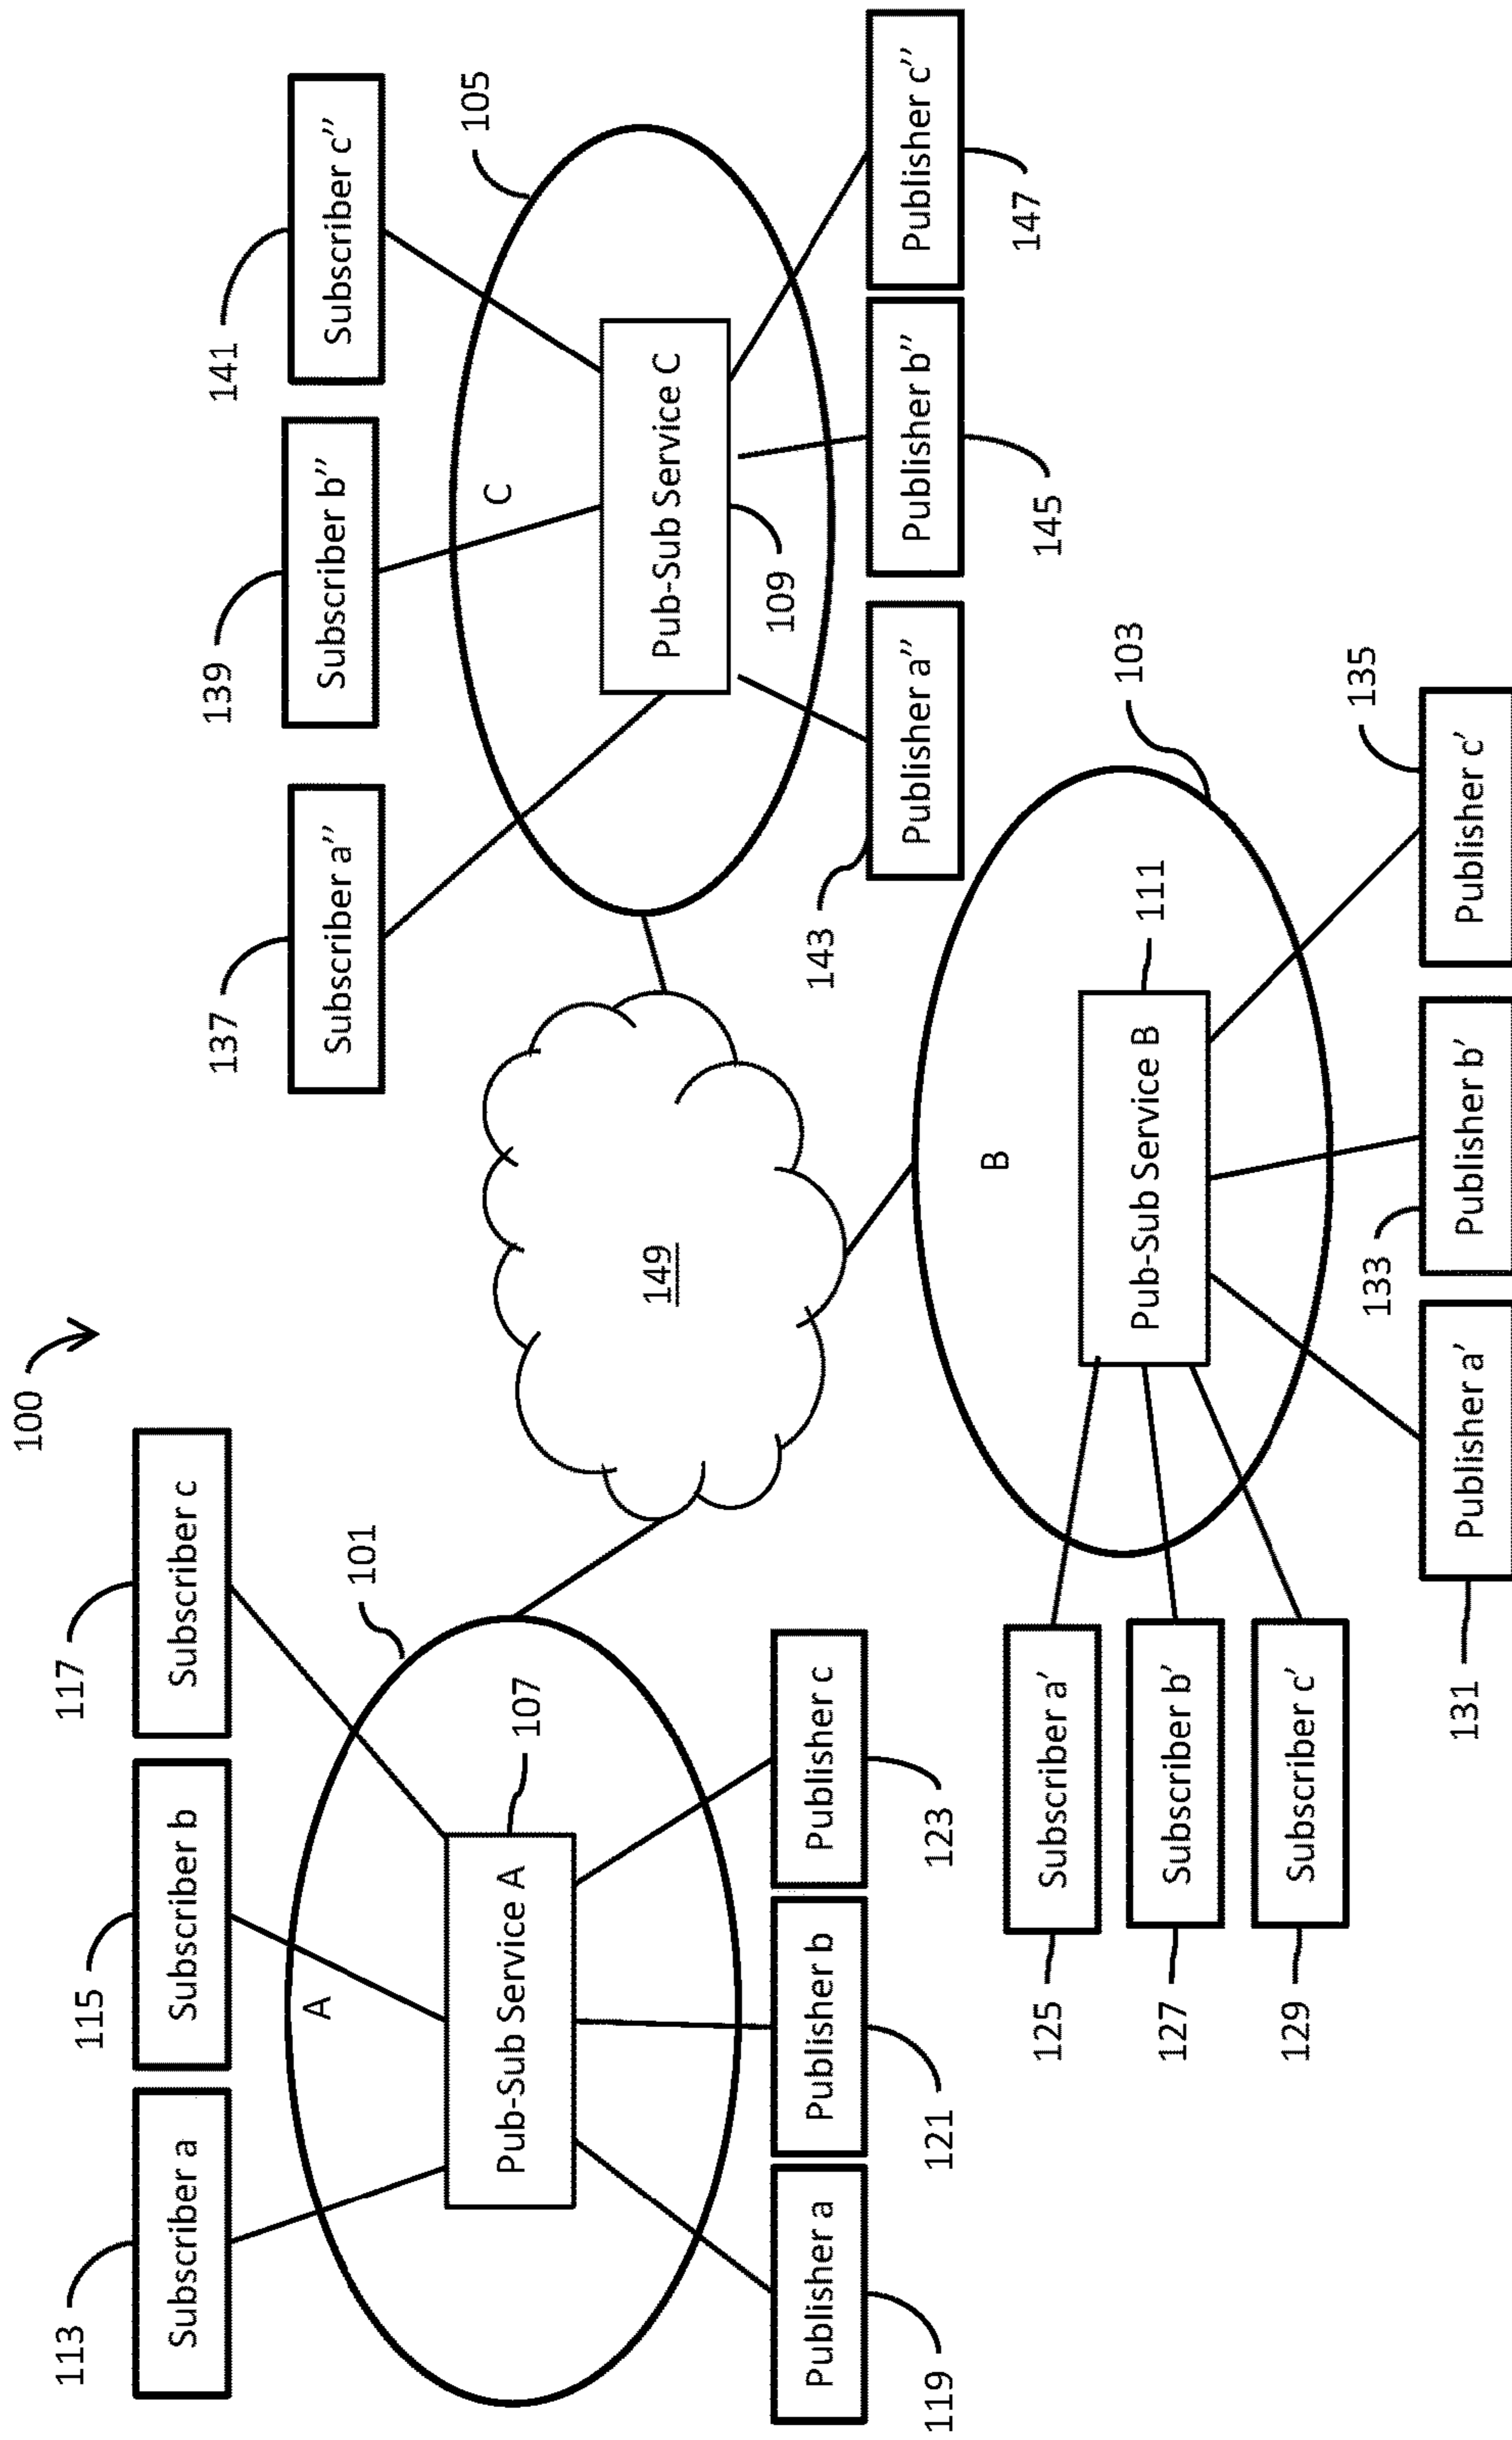 100
113
115
117
Subscriber a
Subscriber b
Subscriber c
101
A
107
Pub-Sub Service A
Publisher a
Publisher b
Publisher c
119
121
123
149
137
139
141
Subscriber a″
Subscriber b″
Subscriber c″
105
C
Pub-Sub Service C
109
Publisher a″
Publisher b″
Publisher c″
143
145
147
103
B
111
Pub-Sub Service B
125
Subscriber a′
127
Subscriber b′
129
Subscriber c′
133
135
Publisher a′
Publisher b′
Publisher c′
131